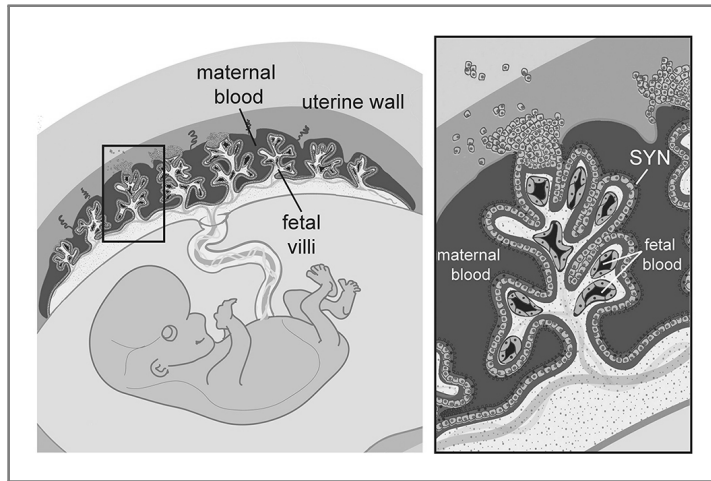 maternal
blood
uterine wall
fetal
villi
SYN
maternal
blood
fetal
blood